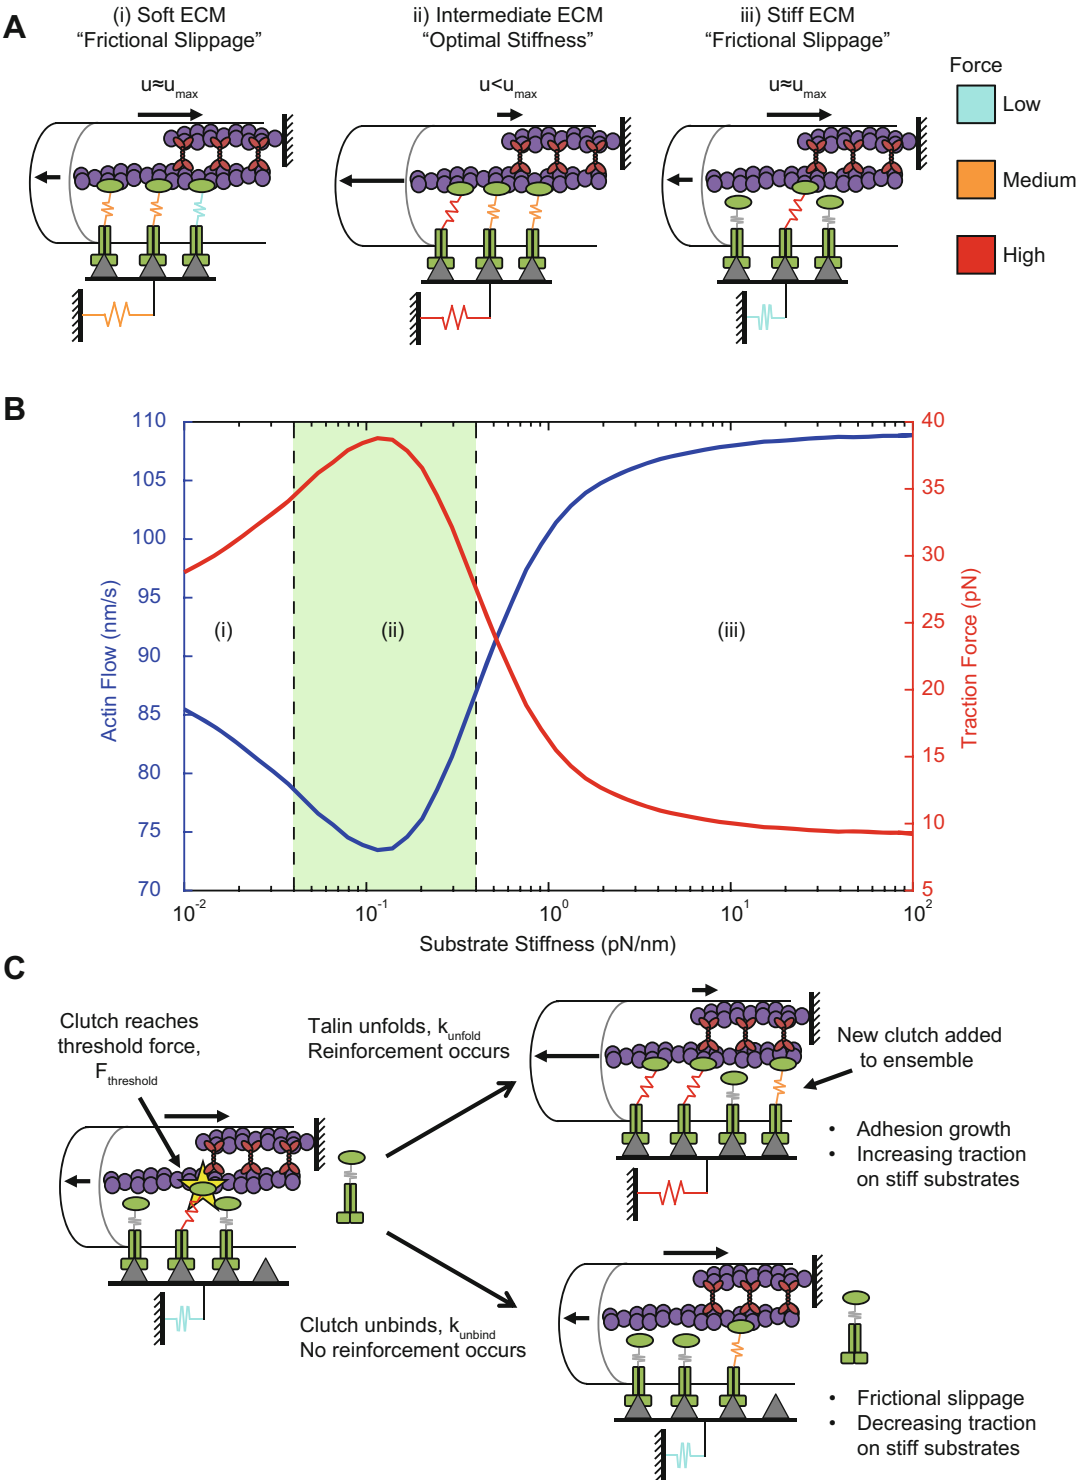 A
(i) Soft ECM
“Frictional Slippage”
ii) Intermediate ECM
“Optimal Stiffness”
iii) Stiff ECM
“Frictional Slippage”
u≈umax
u<umax
u≈umax
Force
Low
Medium
High
B
110
105
100
95
90
85
80
75
70
Actin Flow (nm/s)
(i)
(ii)
(iii)
40
35
30
25
20
15
10
5
Traction Force (pN)
10-2
10-1
100
101
102
Substrate Stiffness (pN/nm)
C
Clutch reaches
threshold force,
Fthreshold
Talin unfolds, kunfold
Reinforcement occurs
New clutch added
to ensemble
• Adhesion growth
• Increasing traction
on stiff substrates
Clutch unbinds, kunbind
No reinforcement occurs
• Frictional slippage
• Decreasing traction
on stiff substrates